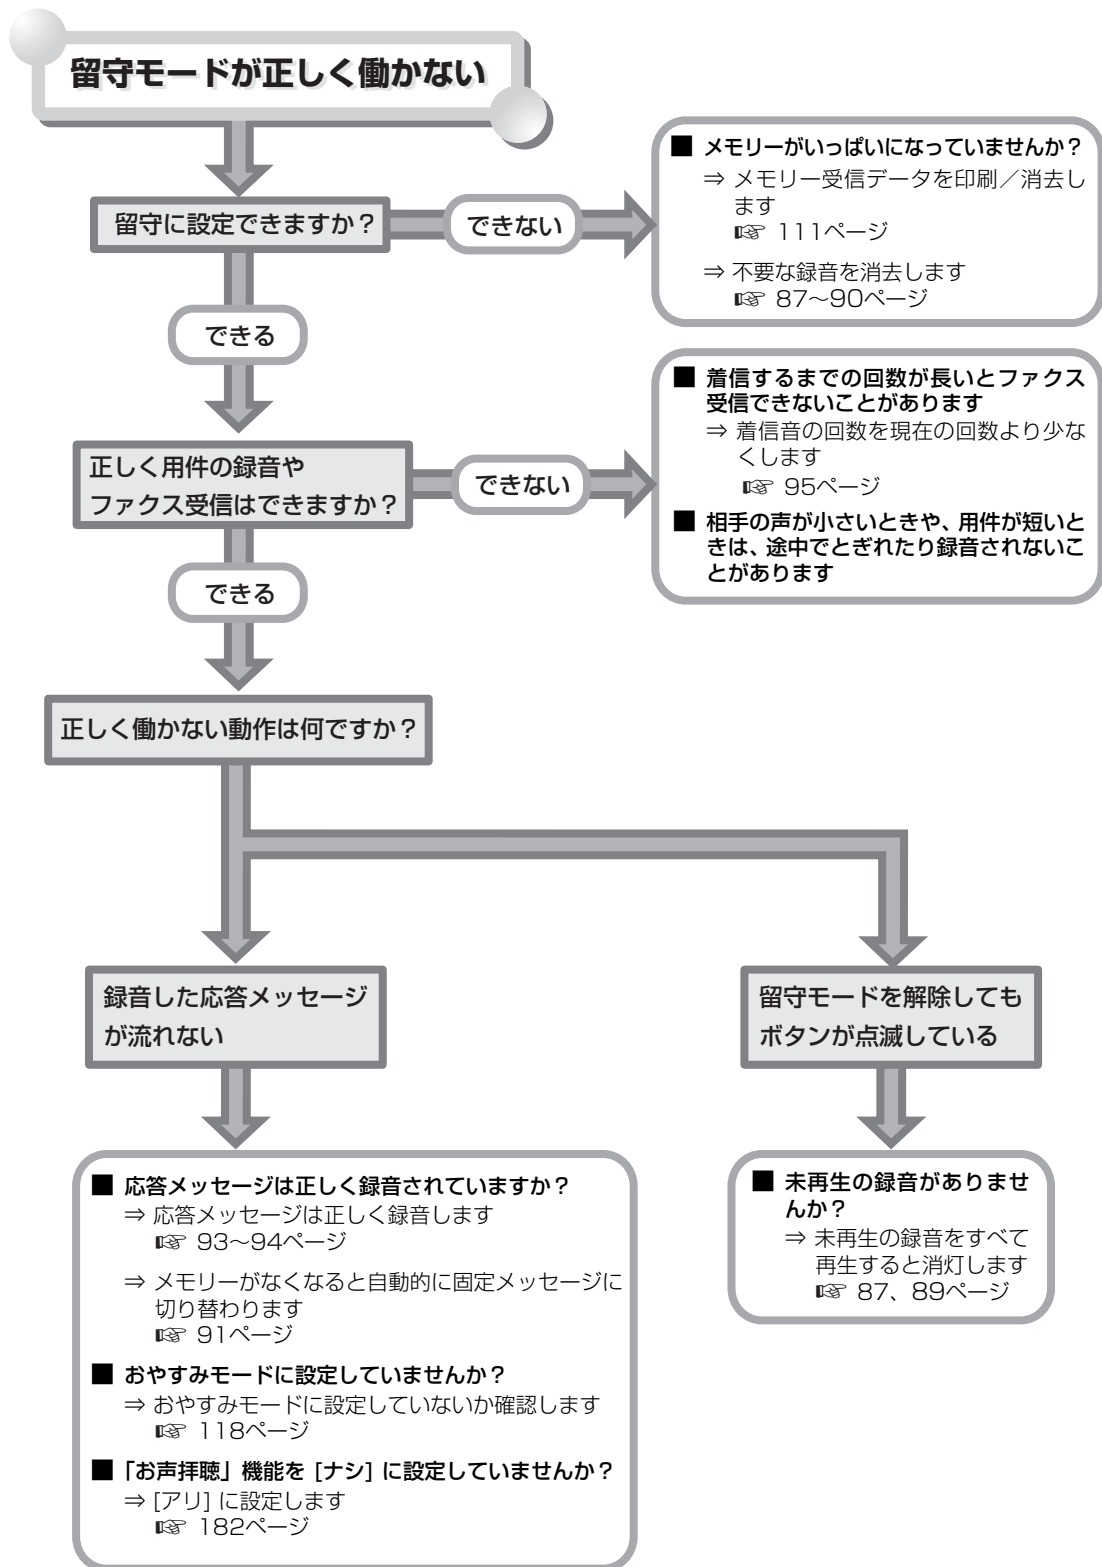 留守モードが正しく働かない
留守に設定できますか？
できない
■ メモリーがいっぱいになっていませんか？
⇒ メモリー受信データを印刷／消去し
ます
☞ 111ページ
⇒ 不要な録音を消去します
☞ 87～90ページ
できる
正しく用件の録音や
ファクス受信はできますか？
できない
■ 着信するまでの回数が長いとファクス
受信できないことがあります
⇒ 着信音の回数を現在の回数より少な
くします
☞ 95ページ
■ 相手の声が小さいときや、用件が短いと
きは、途中でとぎれたり録音されないこ
とがあります
できる
正しく働かない動作は何ですか？
録音した応答メッセージ
が流れない
■ 応答メッセージは正しく録音されていますか？
⇒ 応答メッセージは正しく録音します
☞ 93～94ページ
⇒ メモリーがなくなると自動的に固定メッセージに
切り替わります
☞ 91ページ
■ おやすみモードに設定していませんか？
⇒ おやすみモードに設定していないか確認します
☞ 118ページ
■「お声拝聴」機能を [ナシ] に設定していませんか？
⇒ [アリ] に設定します
☞ 182ページ
留守モードを解除しても
ボタンが点滅している
■ 未再生の録音がありませ
んか？
⇒ 未再生の録音をすべて
再生すると消灯します
☞ 87、89ページ